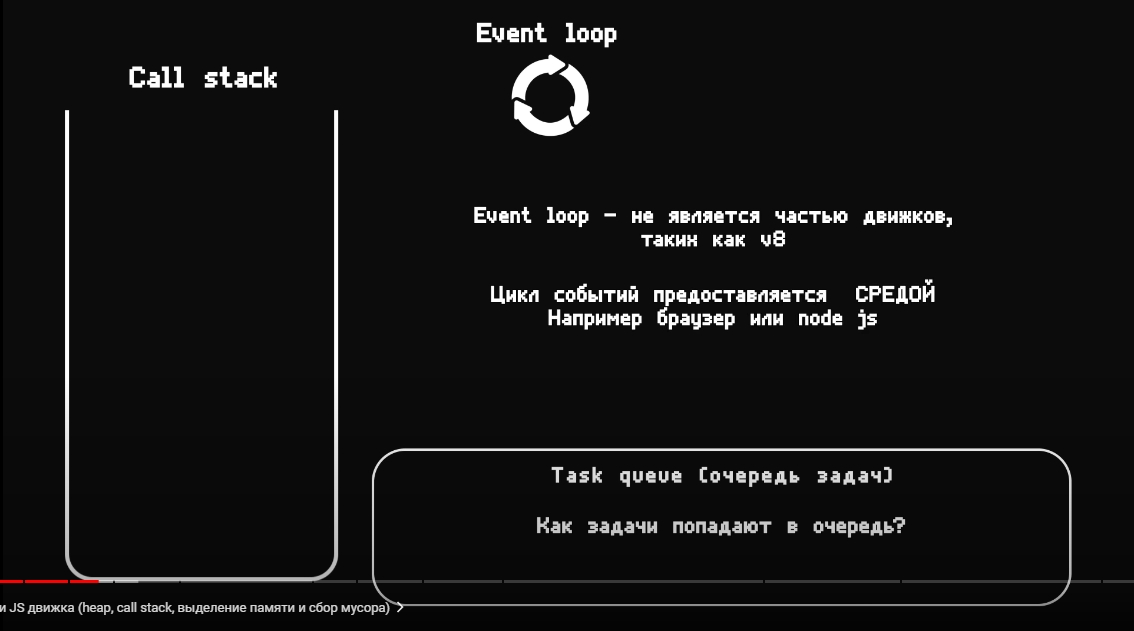 Event loop
Call stack
Event loop - не является частью движков,
таких как v8
Цикл событий предоставляется СРЕДОЙ
Например браузер или node js
Task queue (очередь задач)
Как задачи попадают в очередь?
и JS движка (heap, call stack, выделение памяти и сбор мусора)